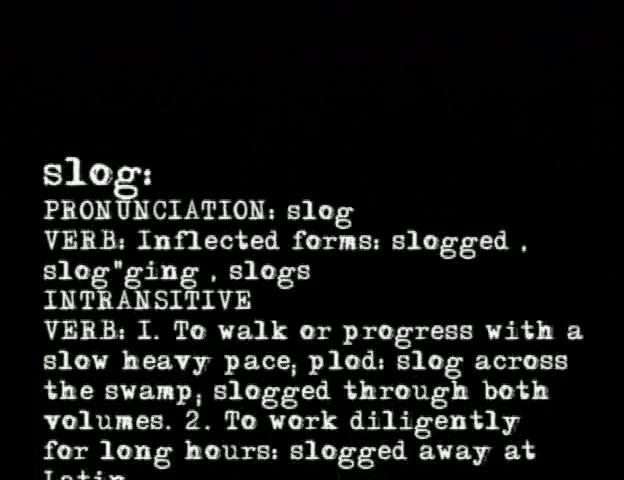 slog:
PRONUNCIATION: slog
VERB: Inflected forms: slogged ,
slog"ging , slogs
INTRANSITIVE
VERB: I. To walk or progress with a
slow heavy pace; plod: slog across
the swamp; slogged through both
volumes. 2. To work diligently
for long hours: slogged away at
Latin